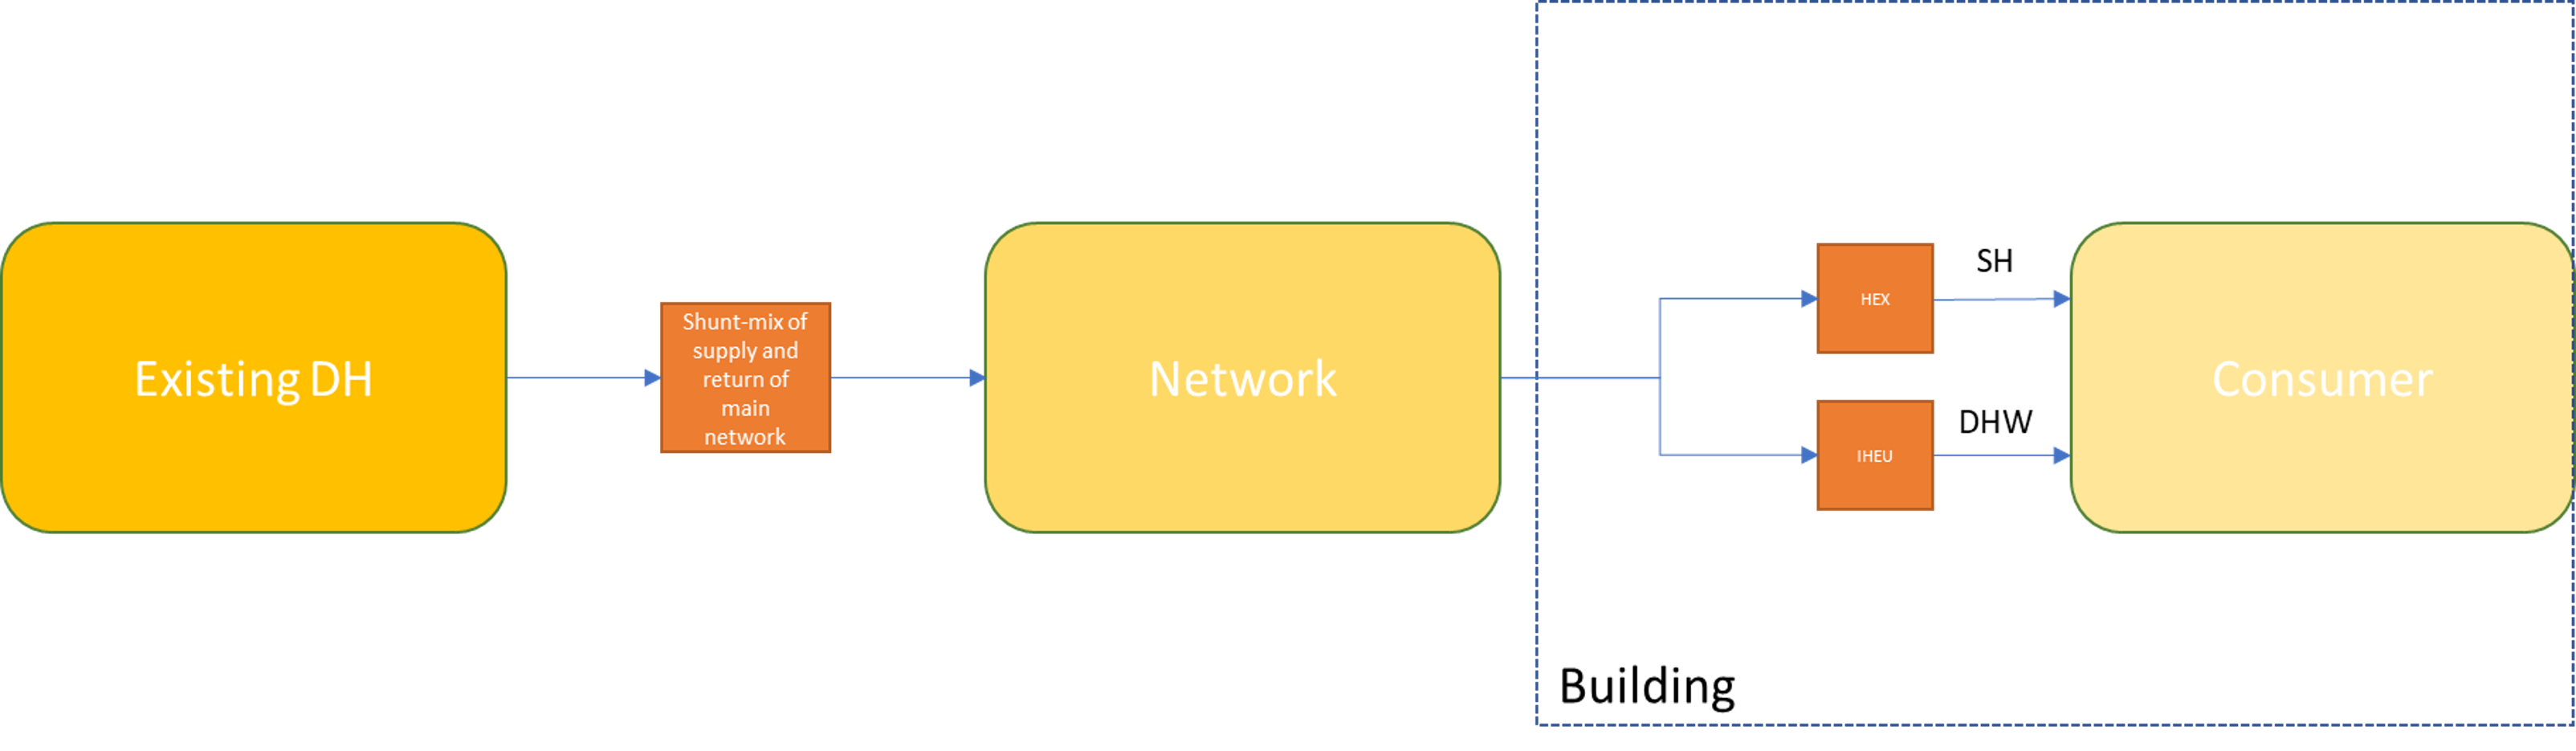 Existing DH
Shunt-mix of
supply and
return of
main
network
Network
HEX
SH
IHEU
DHW
Consumer
Building